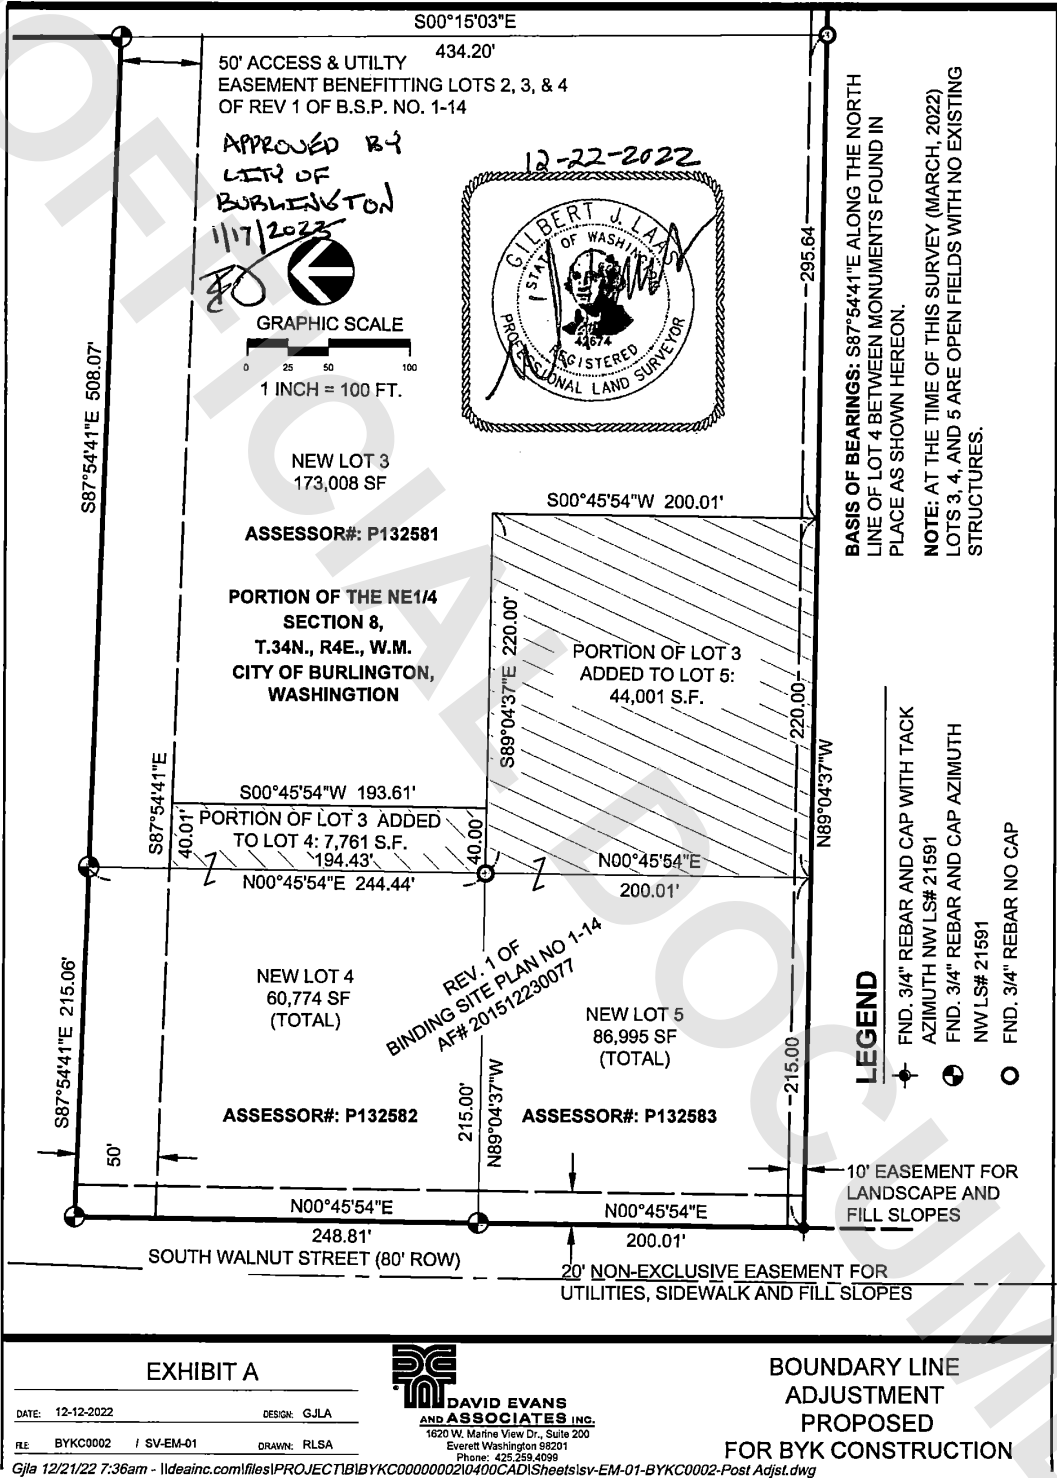 S00°15'03"E
434.20'
50' ACCESS & UTILTY
EASEMENT BENEFITTING LOTS 2, 3, & 4
OF REV 1 OF B.S.P. NO. 1-14
APPROVED BY
CITY OF
BURLINGTON
1/17/2023
12-22-2022
GILBERT J. LAAS
STATE OF WASHINGTON
42674
REGISTERED
PROFESSIONAL LAND SURVEYOR
GRAPHIC SCALE
0 25 50 100
1 INCH = 100 FT.
S87°54'41"E 508.07'
295.64
BASIS OF BEARINGS: S87°54'41"E ALONG THE NORTH
LINE OF LOT 4 BETWEEN MONUMENTS FOUND IN
PLACE AS SHOWN HEREON.
NOTE: AT THE TIME OF THIS SURVEY (MARCH, 2022)
LOTS 3, 4, AND 5 ARE OPEN FIELDS WITH NO EXISTING
STRUCTURES.
NEW LOT 3
173,008 SF
ASSESSOR#: P132581
PORTION OF THE NE1/4
SECTION 8,
T.34N., R4E., W.M.
CITY OF BURLINGTON,
WASHINGTION
S00°45'54"W 200.01'
S89°04'37"E 220.00'
PORTION OF LOT 3
ADDED TO LOT 5:
44,001 S.F.
220.00
N89°04'37"W
S87°54'41"E
S00°45'54"W 193.61'
40.01'
PORTION OF LOT 3 ADDED
TO LOT 4: 7,761 S.F.
194.43'
40.00
N00°45'54"E 244.44'
N00°45'54"E
200.01'
S87°54'41"E 215.06'
NEW LOT 4
60,774 SF
(TOTAL)
REV. 1 OF
BINDING SITE PLAN NO 1-14
AF# 201512230077
NEW LOT 5
86,995 SF
(TOTAL)
ASSESSOR#: P132582
215.00'
N89°04'37"W
ASSESSOR#: P132583
215.00
50'
LEGEND
FND. 3/4" REBAR AND CAP WITH TACK
AZIMUTH NW LS# 21591
FND. 3/4" REBAR AND CAP AZIMUTH
NW LS# 21591
FND. 3/4" REBAR NO CAP
10' EASEMENT FOR
LANDSCAPE AND
FILL SLOPES
N00°45'54"E
248.81'
N00°45'54"E
200.01'
SOUTH WALNUT STREET (80' ROW)
20' NON-EXCLUSIVE EASEMENT FOR
UTILITIES, SIDEWALK AND FILL SLOPES
EXHIBIT A
DATE: 12-12-2022 DESIGN: GJLA
FILE: BYKC0002 / SV-EM-01 DRAWN: RLSA
DAVID EVANS
AND ASSOCIATES INC.
1620 W. Marine View Dr., Suite 200
Everett Washington 98201
Phone: 425.259.4099
BOUNDARY LINE
ADJUSTMENT
PROPOSED
FOR BYK CONSTRUCTION
Gjla 12/21/22 7:36am - \\deainc.com\files\PROJECT\B\BYKC00000002\0400CAD\Sheets\sv-EM-01-BYKC0002-Post Adjst.dwg
OFFICIAL DOCUM